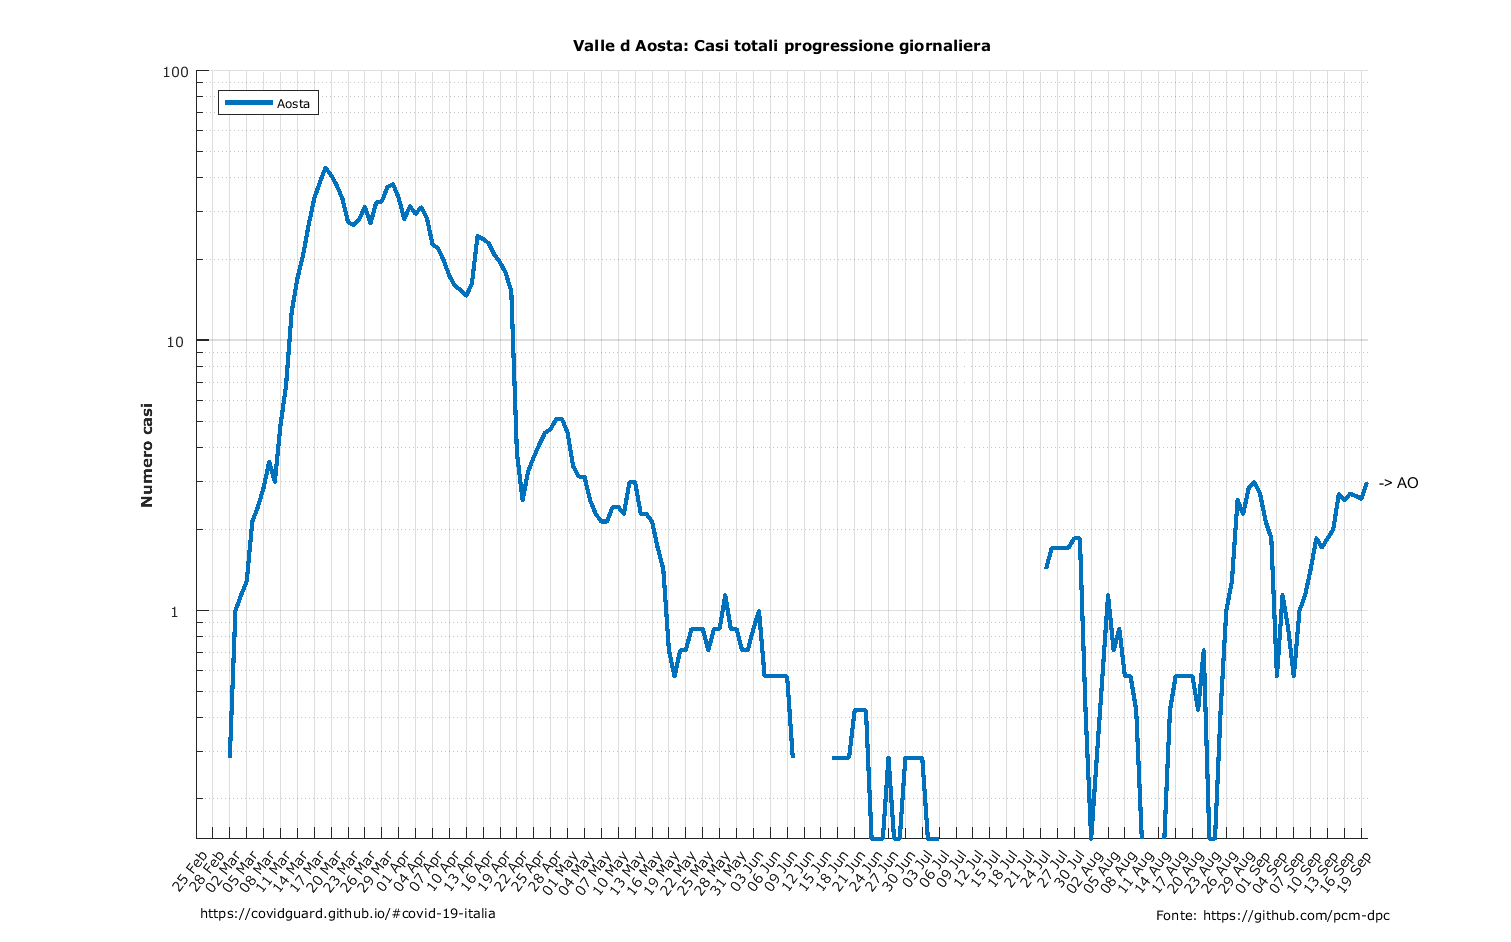 Valle d Aosta: Casi totali progressione giornaliera
100
10
1
Numero casi
Aosta
-> AO
25 Feb
28 Feb
02 Mar
05 Mar
08 Mar
11 Mar
14 Mar
17 Mar
20 Mar
23 Mar
26 Mar
29 Mar
01 Apr
04 Apr
07 Apr
10 Apr
13 Apr
16 Apr
19 Apr
22 Apr
25 Apr
28 Apr
01 May
04 May
07 May
10 May
13 May
16 May
19 May
22 May
25 May
28 May
31 May
03 Jun
06 Jun
09 Jun
12 Jun
15 Jun
18 Jun
21 Jun
24 Jun
27 Jun
30 Jun
03 Jul
06 Jul
09 Jul
12 Jul
15 Jul
18 Jul
21 Jul
24 Jul
27 Jul
30 Jul
02 Aug
05 Aug
08 Aug
11 Aug
14 Aug
17 Aug
20 Aug
23 Aug
26 Aug
29 Aug
01 Sep
04 Sep
07 Sep
10 Sep
13 Sep
16 Sep
19 Sep
https://covidguard.github.io/#covid-19-italia
Fonte: https://github.com/pcm-dpc